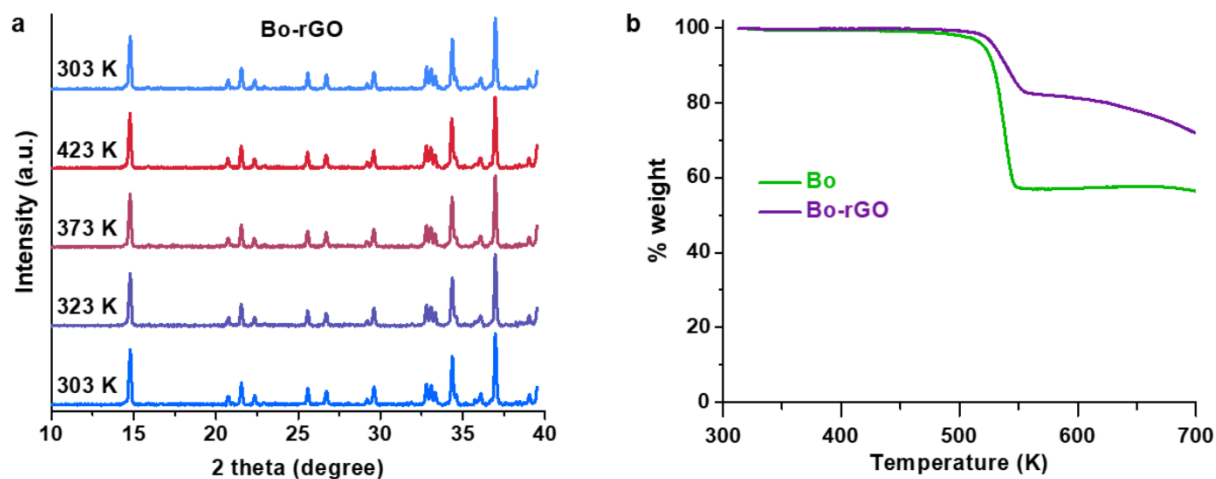 a
Bo-rGO
303 K
423 K
373 K
323 K
303 K
Intensity (a.u.)
10 15 20 25 30 35 40
2 theta (degree)
b
100
80
60
40
20
0
% weight
Bo
Bo-rGO
300 400 500 600 700
Temperature (K)